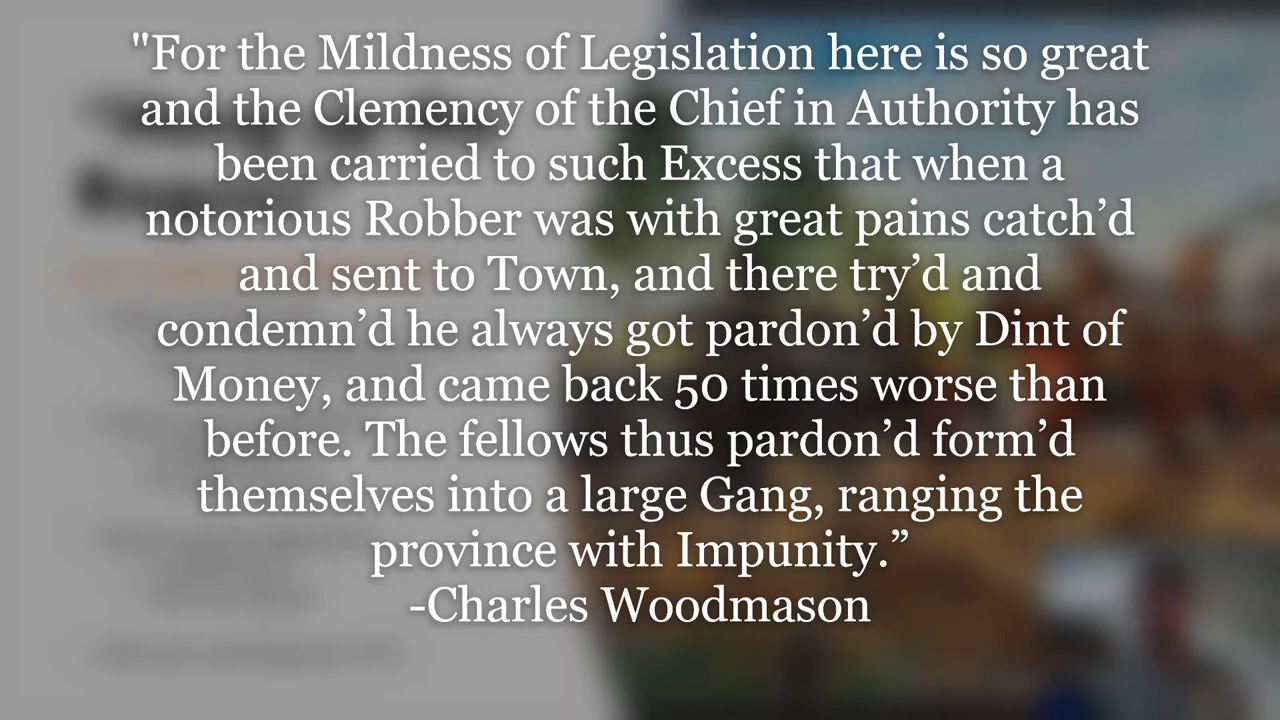 "For the Mildness of Legislation here is so great
and the Clemency of the Chief in Authority has
been carried to such Excess that when a
notorious Robber was with great pains catch’d
and sent to Town, and there try’d and
condemn’d he always got pardon’d by Dint of
Money, and came back 50 times worse than
before. The fellows thus pardon’d form’d
themselves into a large Gang, ranging the
province with Impunity.”
-Charles Woodmason